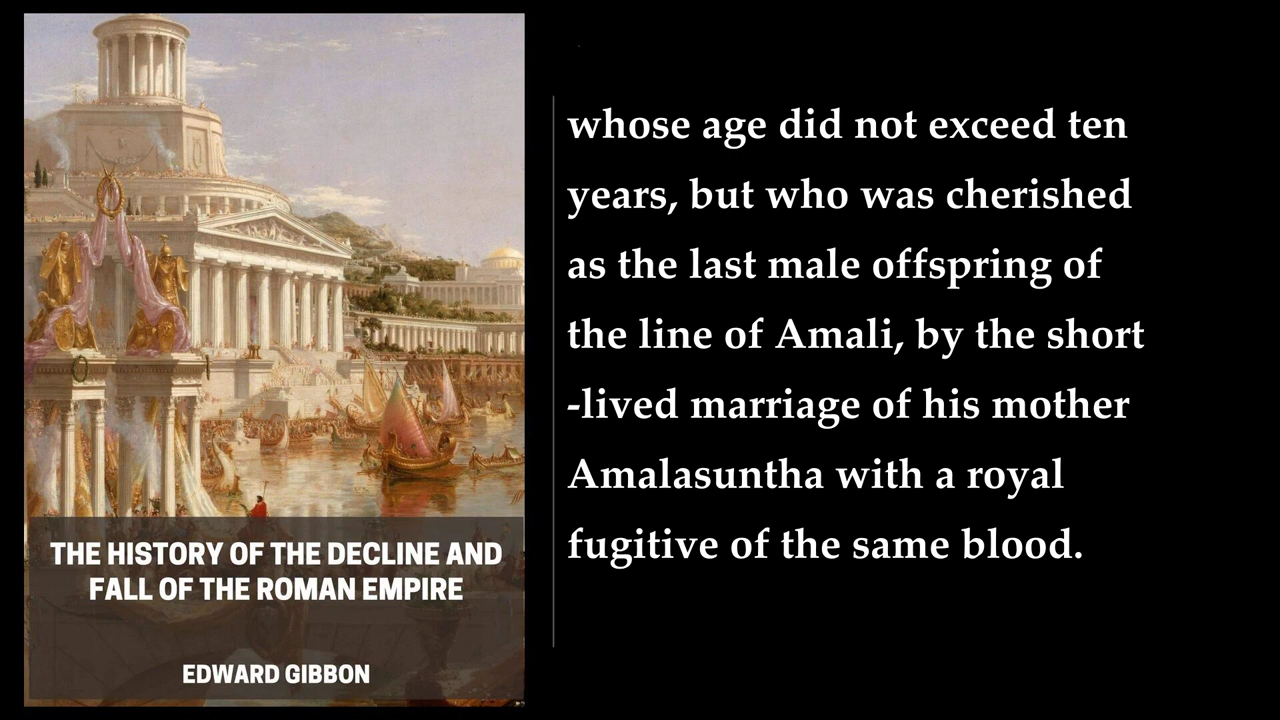 THE HISTORY OF THE DECLINE AND
FALL OF THE ROMAN EMPIRE
EDWARD GIBBON
whose age did not exceed ten
years, but who was cherished
as the last male offspring of
the line of Amali, by the short
-lived marriage of his mother
Amalasuntha with a royal
fugitive of the same blood.